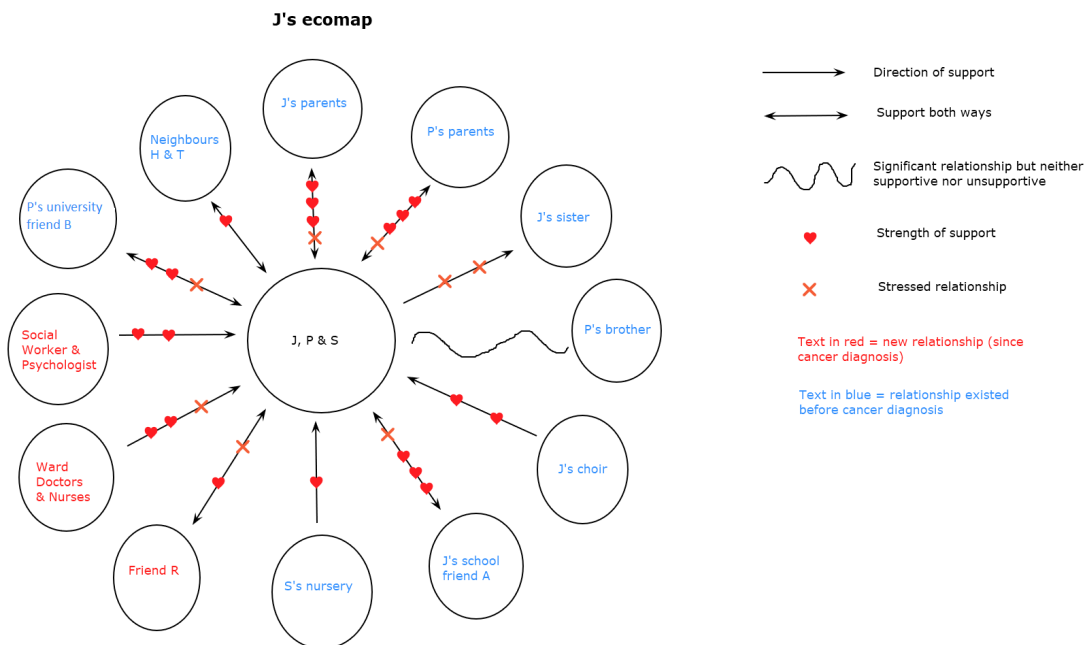 J's ecomap
J's parents
P's parents
Neighbours
H & T
P's university
friend B
J's sister
Social
Worker &
Psychologist
J, P & S
P's brother
Ward
Doctors
& Nurses
J's choir
Friend R
S's nursery
J's school
friend A
Direction of support
Support both ways
Significant relationship but neither
supportive nor unsupportive
Strength of support
Stressed relationship
Text in red = new relationship (since
cancer diagnosis)
Text in blue = relationship existed
before cancer diagnosis